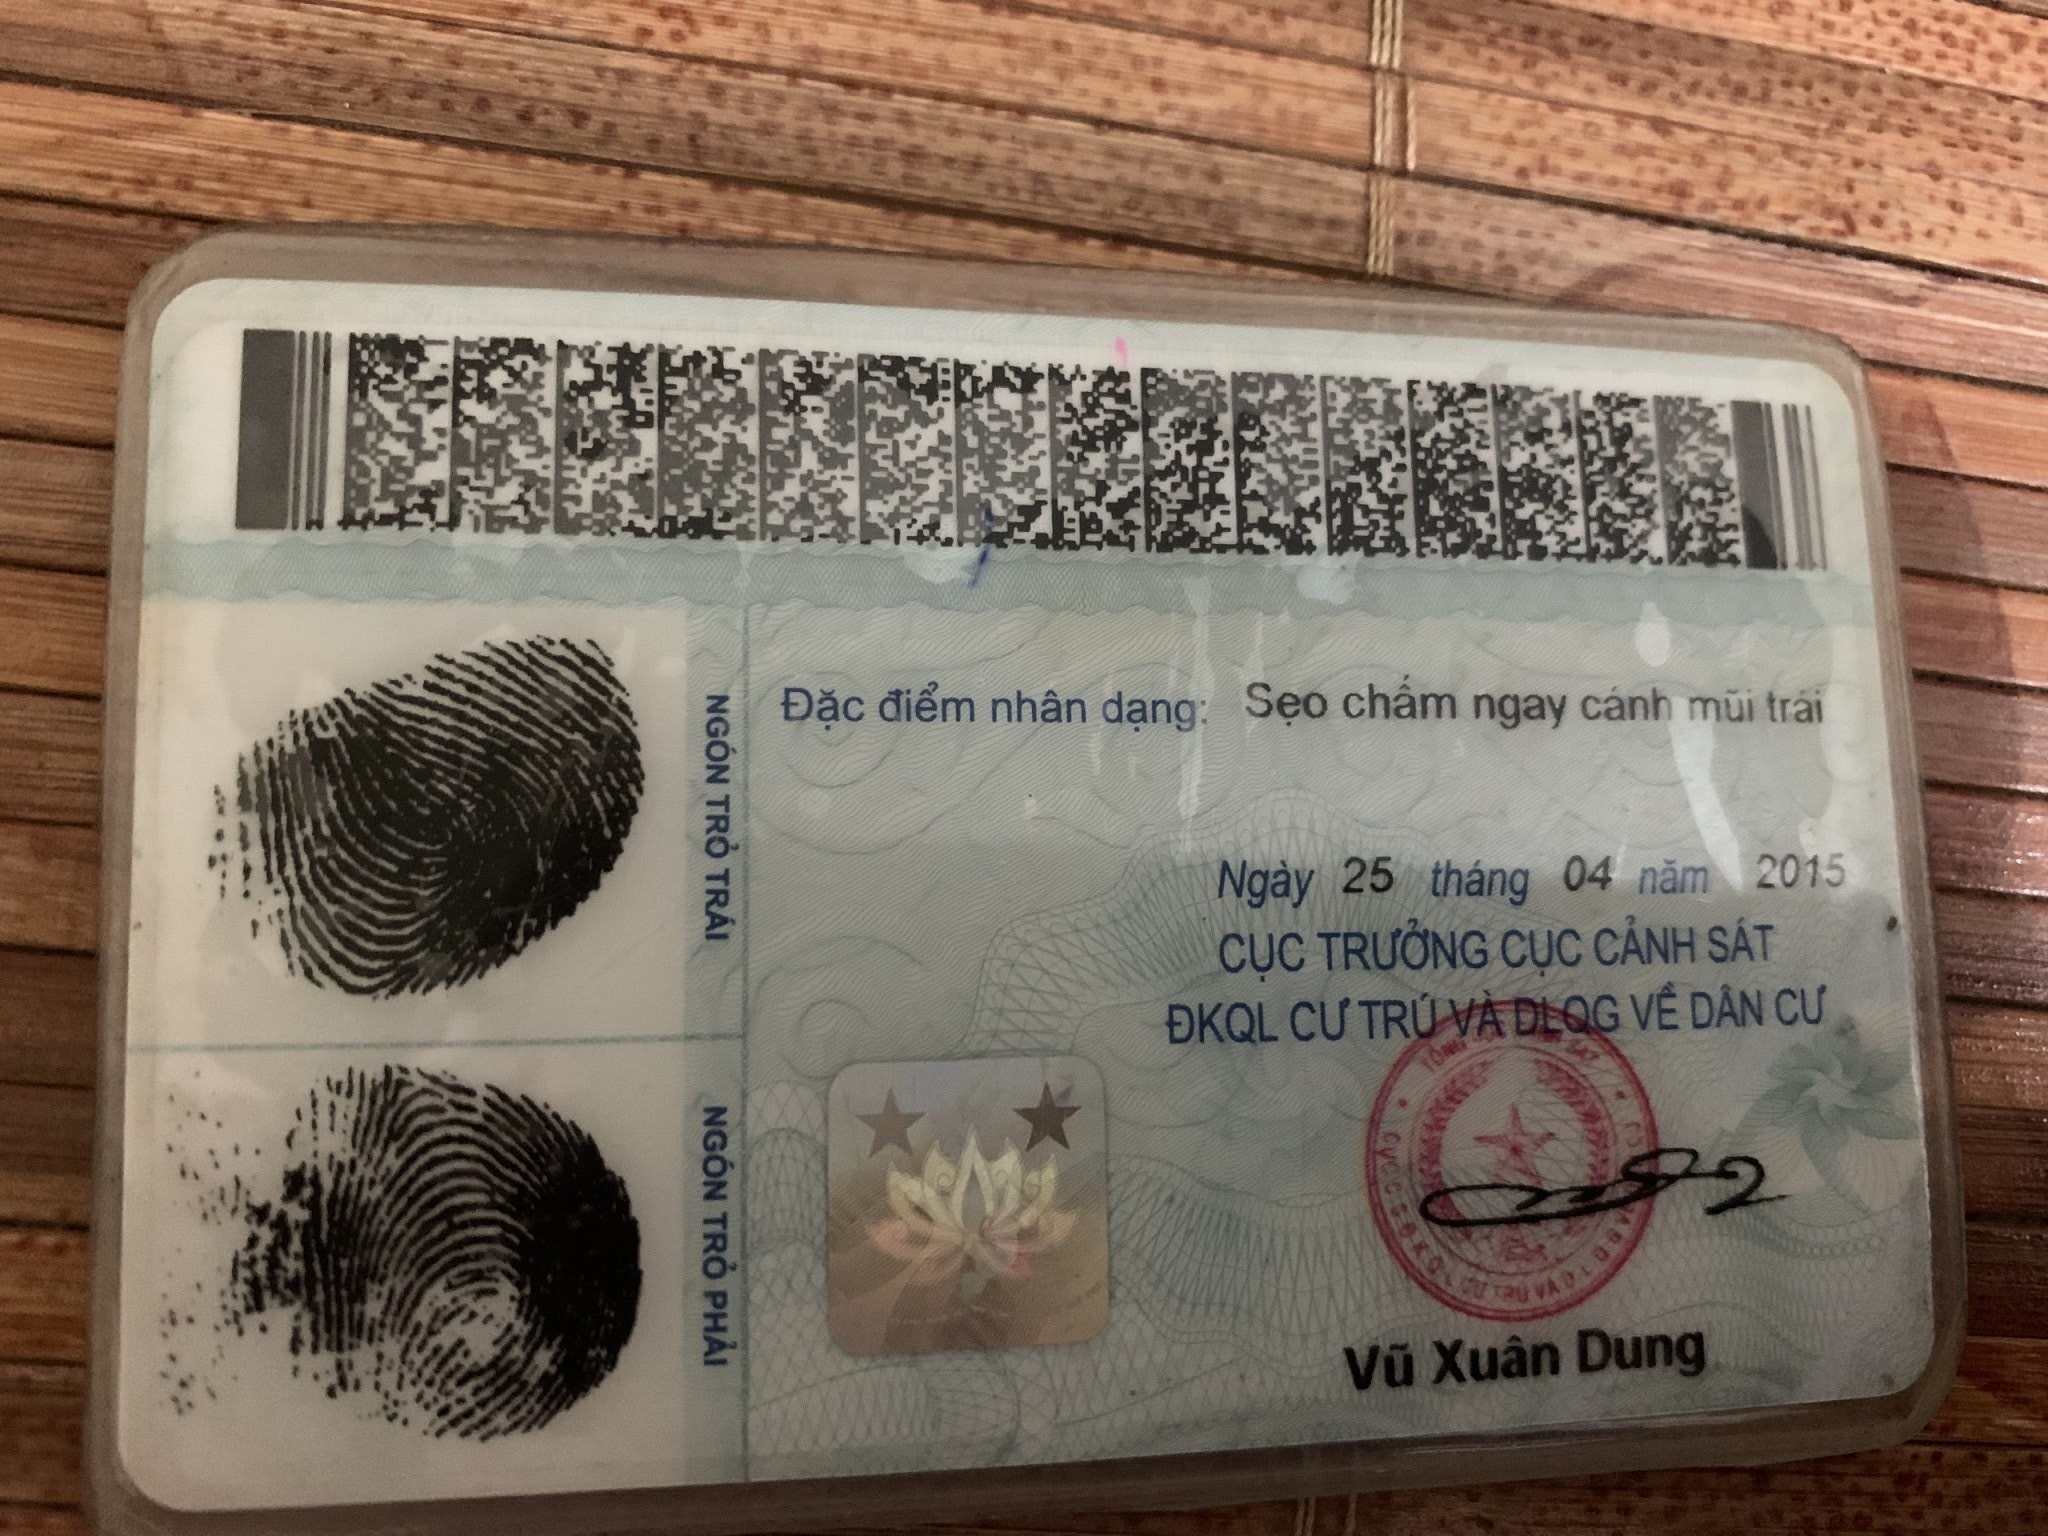 NGÓN TRỎ TRÁI
NGÓN TRỎ PHẢI
Đặc điểm nhân dạng: Sẹo chấm ngay cánh mũi trái
Ngày 25 tháng 04 năm 2015
CỤC TRƯỞNG CỤC CẢNH SÁT
ĐKQL CƯ TRÚ VÀ DLQG VỀ DÂN CƯ
Vũ Xuân Dung